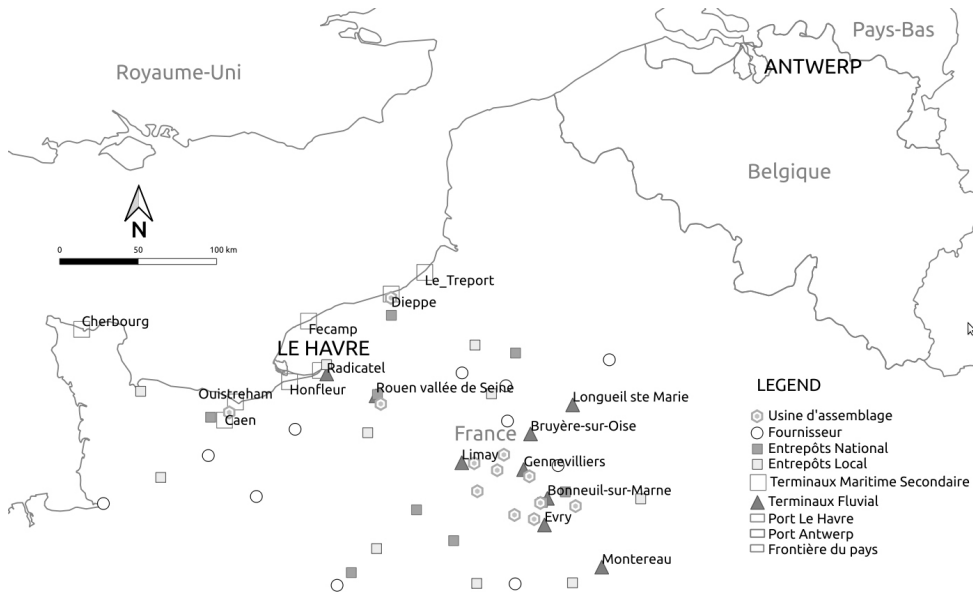 Pays-Bas
Royaume-Uni
ANTWERP
Belgique
N
0 50 100 km
Le_Treport
Dieppe
Cherbourg
Fecamp
LE HAVRE
Radicatel
Honfleur
Rouen vallée de Seine
Ouistreham
Caen
Longueil ste Marie
Bruyère-sur-Oise
France
Limay
Gennevilliers
Bonneuil-sur-Marne
Evry
Montereau
LEGEND
Usine d'assemblage
Fournisseur
Entrepôts National
Entrepôts Local
Terminaux Maritime Secondaire
Terminaux Fluvial
Port Le Havre
Port Antwerp
Frontière du pays